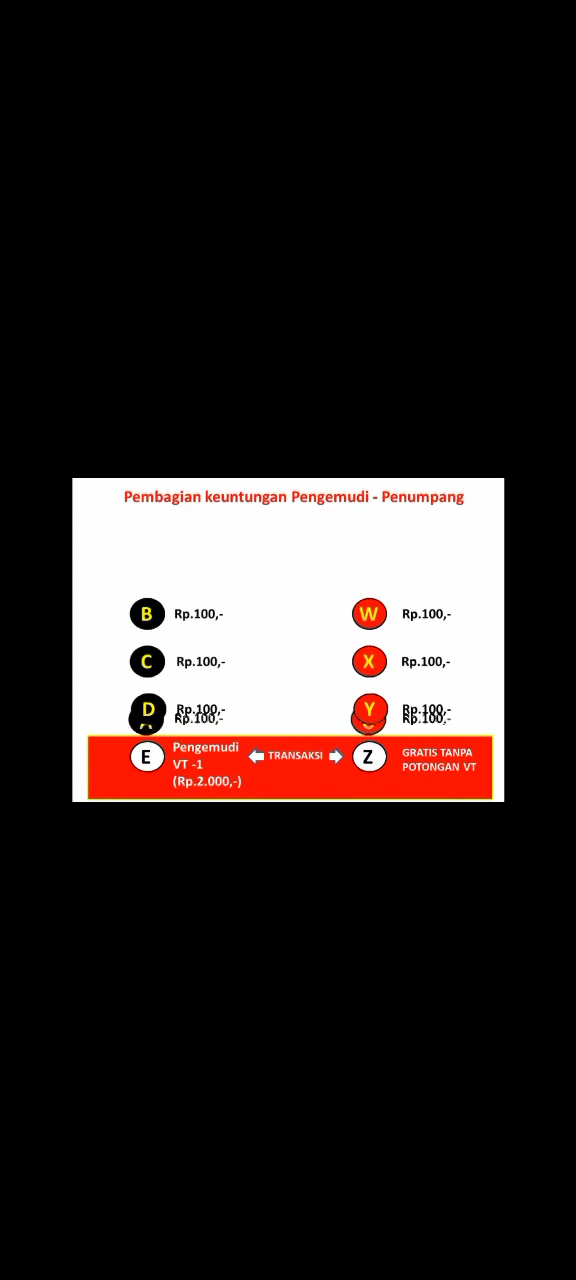 Pembagian keuntungan Pengemudi - Penumpang
B Rp.100,- W Rp.100,-
C Rp.100,- X Rp.100,-
D Rp.100,- Y Rp.100,-
Rp.100,- Rp.100,-
E Pengemudi VT -1 (Rp.2.000,-) TRANSAKSI Z GRATIS TANPA POTONGAN VT